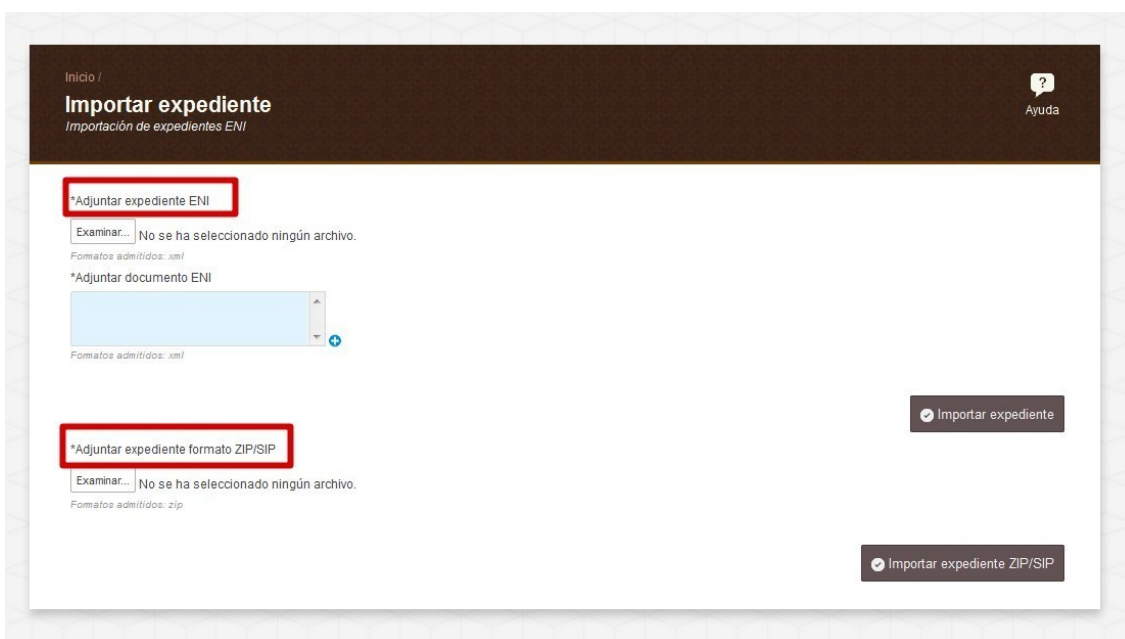 Inicio /
Importar expediente
Importación de expedientes ENI
?
Ayuda
*Adjuntar expediente ENI
Examinar... No se ha seleccionado ningún archivo.
Formatos admitidos: xml
*Adjuntar documento ENI
Formatos admitidos: xml
Importar expediente
*Adjuntar expediente formato ZIP/SIP
Examinar... No se ha seleccionado ningún archivo.
Formatos admitidos: zip
Importar expediente ZIP/SIP